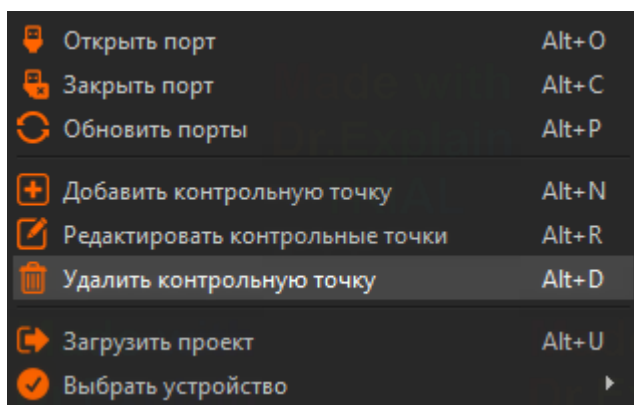 Открыть порт Alt+O
Закрыть порт Alt+C
Обновить порты Alt+P
Добавить контрольную точку Alt+N
Редактировать контрольные точки Alt+R
Удалить контрольную точку Alt+D
Загрузить проект Alt+U
Выбрать устройство